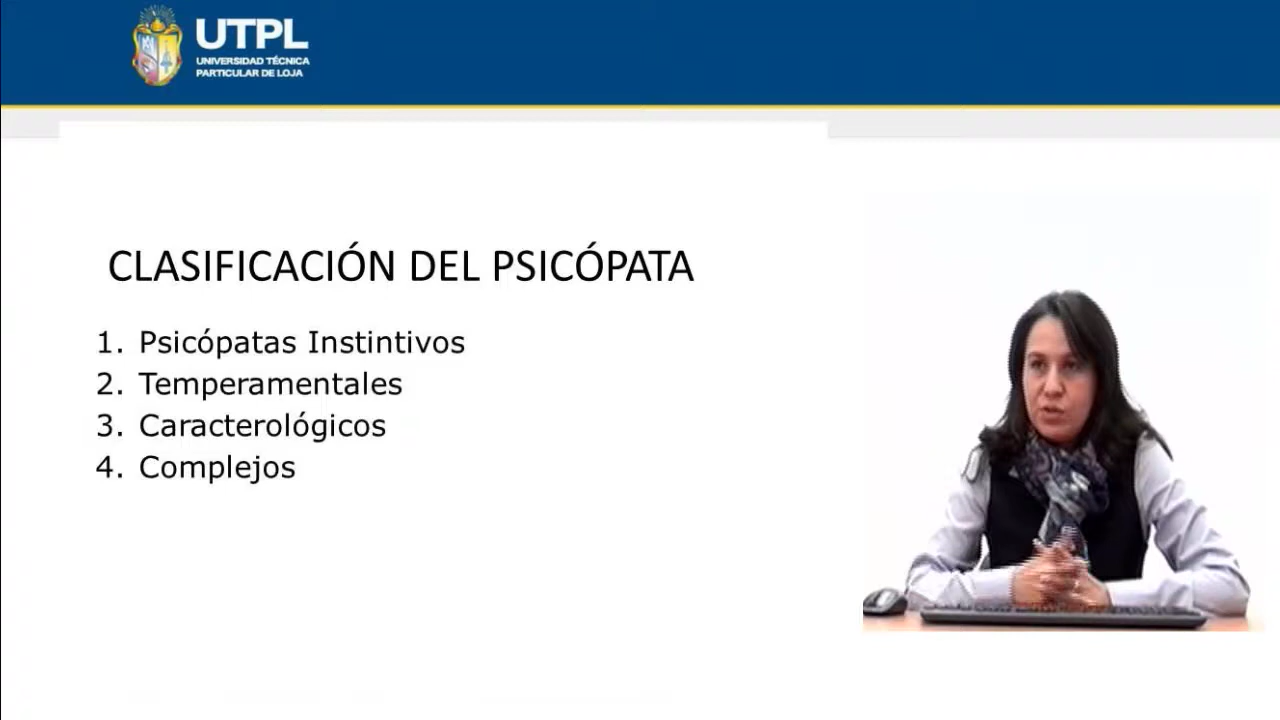 UTPL
UNIVERSIDAD TÉCNICA
PARTICULAR DE LOJA
CLASIFICACIÓN DEL PSICÓPATA
1. Psicópatas Instintivos
2. Temperamentales
3. Caracterológicos
4. Complejos